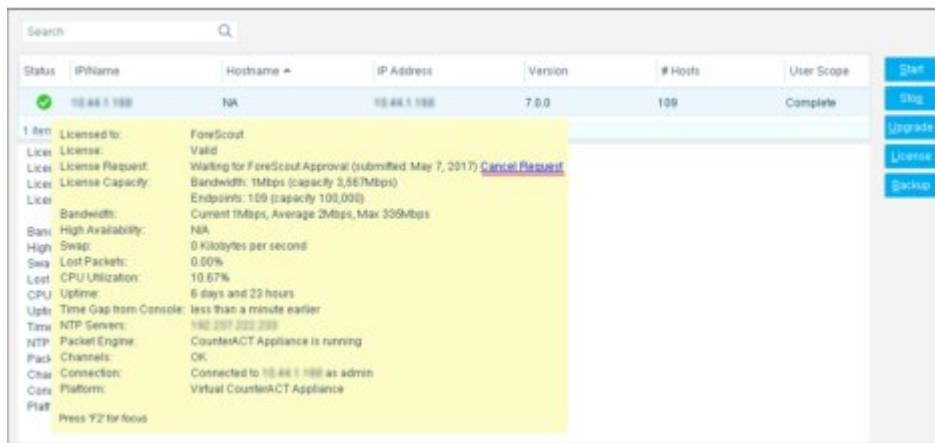 Search
Status IP/Name Hostname IP Address Version # Hosts User Scope
NA 7.0.0 109 Complete
1 item
Licensed to: ForeScout
License: Valid
License Request: Waiting for ForeScout Approval (submitted: May 7, 2017) Cancel Request
License Capacity: Bandwidth: 1Mbps (capacity 3,567Mbps)
Endpoints: 109 (capacity 100,000)
Bandwidth: Current 1Mbps, Average 2Mbps, Max 335Mbps
High Availability: N/A
Swap: 0 Kilobytes per second
Lost Packets: 0.00%
CPU Utilization: 10.67%
Uptime: 6 days and 23 hours
Time Gap from Console: less than a minute earlier
NTP Servers:
Packet Engine: CounterACT Appliance is running
Channels: OK
Connection: Connected to as admin
Platform: Virtual CounterACT Appliance
Press 'F2' for focus
Start
Stop
Upgrade
License
Backup